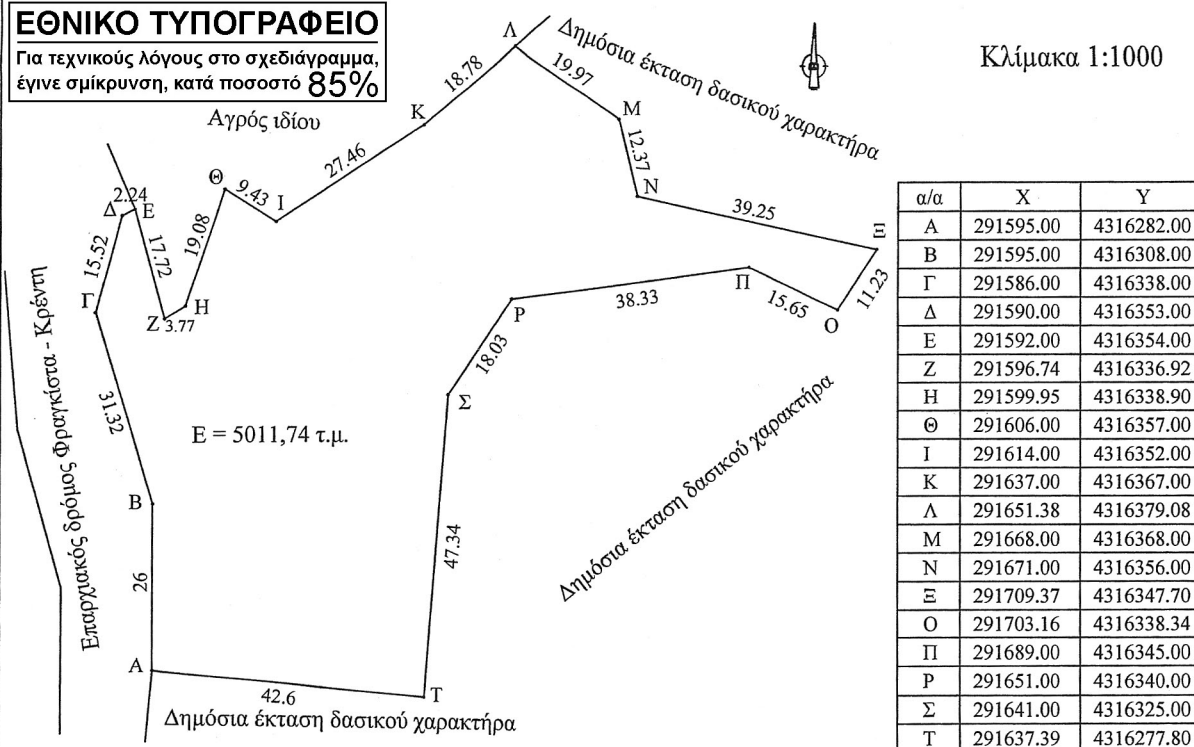 ΕΘΝΙΚΟ ΤΥΠΟΓΡΑΦΕΙΟ
Για τεχνικούς λόγους στο σχεδιάγραμμα,
έγινε σμίκρυνση, κατά ποσοστό 85%
Κλίμακα 1:1000
Αγρός ιδίου
Δημόσια έκταση δασικού χαρακτήρα
Λ
18.78
19.97
Κ
Μ
27.46
12.37
Θ
9.43
Ι
Ν
39.25
Ξ
2.24
Δ
Ε
19.08
15.52
17.72
Γ
Ζ
3.77
Η
Π
11.23
15.65
Ο
38.33
Ρ
18.03
Σ
31.32
Ε = 5011,74 τ.μ.
Επαρχιακός δρόμος Φραγκίστα - Κρέντη
Β
26
47.34
Δημόσια έκταση δασικού χαρακτήρα
Α
42.6
Τ
Δημόσια έκταση δασικού χαρακτήρα
α/α Χ Υ
Α 291595.00 4316282.00
Β 291595.00 4316308.00
Γ 291586.00 4316338.00
Δ 291590.00 4316353.00
Ε 291592.00 4316354.00
Ζ 291596.74 4316336.92
Η 291599.95 4316338.90
Θ 291606.00 4316357.00
Ι 291614.00 4316352.00
Κ 291637.00 4316367.00
Λ 291651.38 4316379.08
Μ 291668.00 4316368.00
Ν 291671.00 4316356.00
Ξ 291709.37 4316347.70
Ο 291703.16 4316338.34
Π 291689.00 4316345.00
Ρ 291651.00 4316340.00
Σ 291641.00 4316325.00
Τ 291637.39 4316277.80